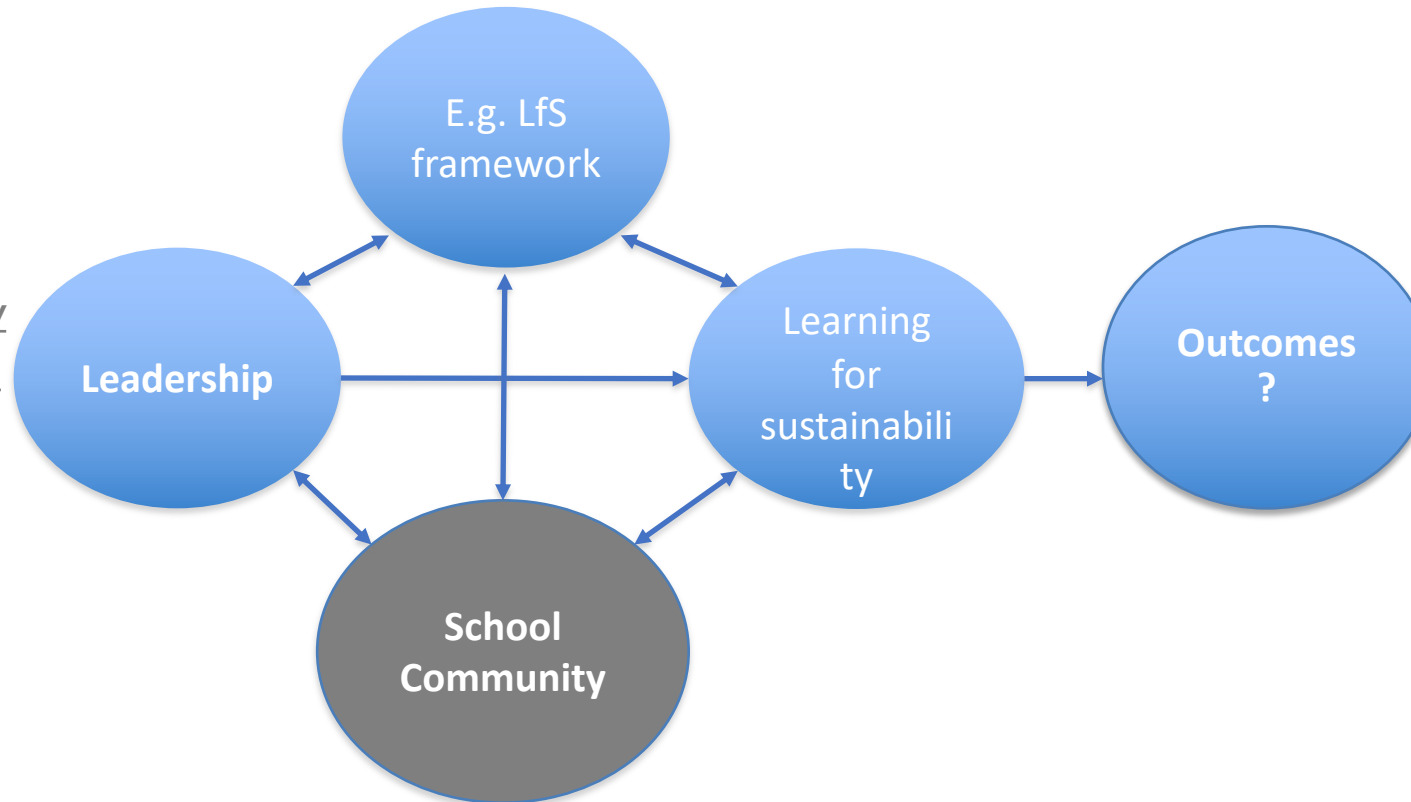 E.g. LfS
framework
Leadership
Learning
for
sustainabili
ty
Outcomes
?
School
Community